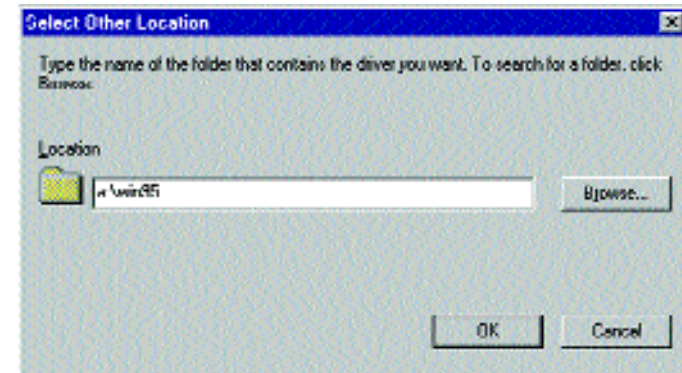 Select Other Location
Type the name of the folder that contains the driver you want. To search for a folder, click
Browse.
Location
a:\win95
Browse...
OK
Cancel